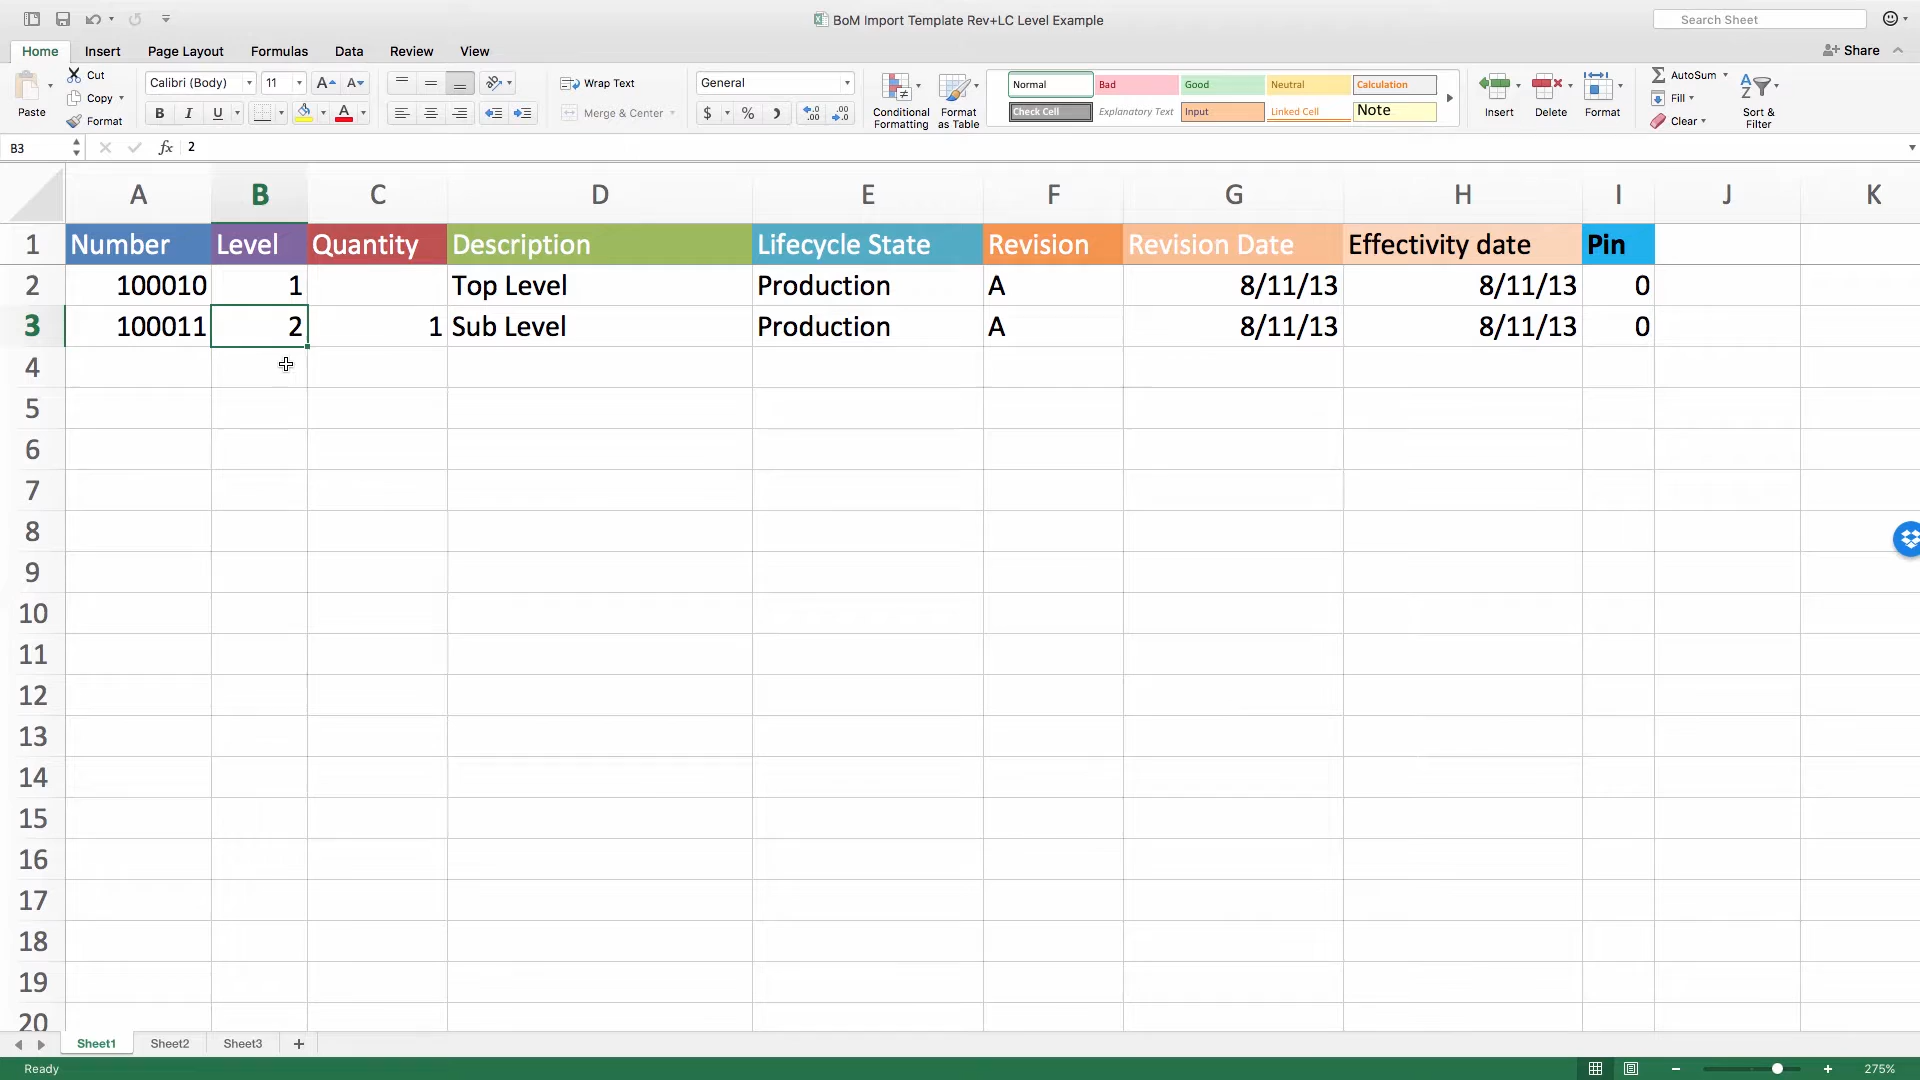 BoM Import Template Rev+LC Level Example
Search Sheet
Home Insert Page Layout Formulas Data Review View
Share
Paste
Cut
Copy
Format
Calibri (Body) 11
A A
B I U A
Wrap Text
Merge & Center
General
$ % .0 .00 .00 .0
Conditional Formatting
Format as Table
Normal Bad Good Neutral Calculation
Check Cell Explanatory Text Input Linked Cell Note
Insert Delete Format
AutoSum
Fill
Clear
Sort & Filter
B3 fx 2
A B C D E F G H I J K
1 Number Level Quantity Description Lifecycle State Revision Revision Date Effectivity date Pin
2 100010 1 Top Level Production A 8/11/13 8/11/13 0
3 100011 2 1 Sub Level Production A 8/11/13 8/11/13 0
4
5
6
7
8
9
10
11
12
13
14
15
16
17
18
19
20
Sheet1 Sheet2 Sheet3 +
Ready
275%